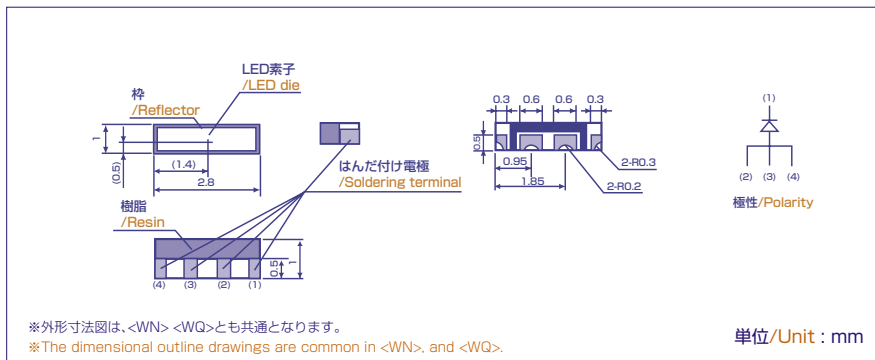 LED素子
/LED die
枠
/Reflector
1
(0.5)
(1.4)
2.8
はんだ付け電極
/Soldering terminal
樹脂
/Resin
0.5
1
(4) (3) (2) (1)
0.3 0.6 0.6 0.3
0.5
0.95
1.85
2-R0.3
2-R0.2
(1)
(2) (3) (4)
極性/Polarity
※外形寸法図は、<WN> <WQ>とも共通となります。
※The dimensional outline drawings are common in <WN>, and <WQ>.
単位/Unit : mm